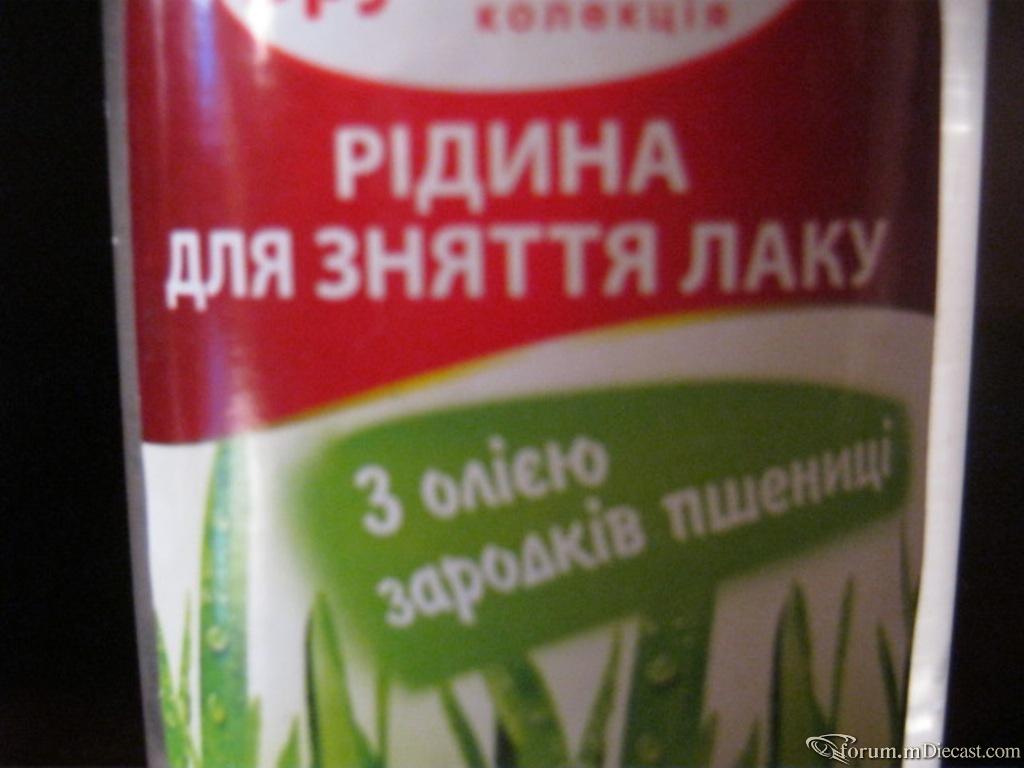 колекція
РІДИНА
ДЛЯ ЗНЯТТЯ ЛАКУ
З олією
зародків пшениці
forum.mDiecast.com